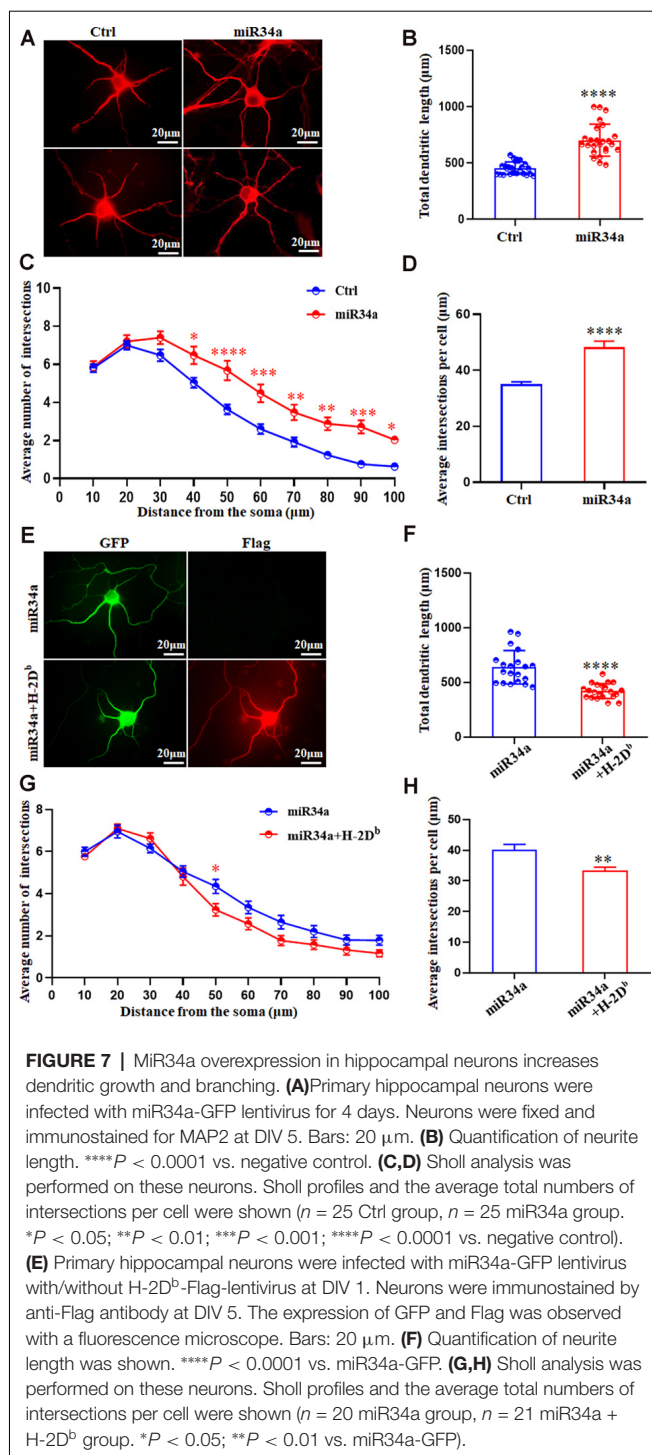 A
Ctrl
miR34a
20μm
20μm
20μm
20μm
B
Total dendritic length (μm)
1500
1000
500
0
****
Ctrl
miR34a
C
Average number of intersections
10
8
6
4
2
0
Ctrl
miR34a
*
****
***
**
**
***
*
0 10 20 30 40 50 60 70 80 90 100
Distance from the soma (μm)
D
Average intersections per cell (μm)
60
40
20
0
****
Ctrl
miR34a
E
GFP
Flag
miR34a
20μm
20μm
miR34a+H-2Dᵇ
20μm
20μm
F
Total dendritic length (μm)
1500
1000
500
0
****
miR34a
miR34a
+H-2Dᵇ
G
Average number of intersections
8
6
4
2
0
miR34a
miR34a+H-2Dᵇ
*
0 10 20 30 40 50 60 70 80 90 100
Distance from the soma (μm)
H
Average intersections per cell (μm)
50
40
30
20
10
0
**
miR34a
miR34a
+H-2Dᵇ
FIGURE 7 | MiR34a overexpression in hippocampal neurons increases
dendritic growth and branching. (A)Primary hippocampal neurons were
infected with miR34a-GFP lentivirus for 4 days. Neurons were fixed and
immunostained for MAP2 at DIV 5. Bars: 20 μm. (B) Quantification of neurite
length. ****P < 0.0001 vs. negative control. (C,D) Sholl analysis was
performed on these neurons. Sholl profiles and the average total numbers of
intersections per cell were shown (n = 25 Ctrl group, n = 25 miR34a group.
*P < 0.05; **P < 0.01; ***P < 0.001; ****P < 0.0001 vs. negative control).
(E) Primary hippocampal neurons were infected with miR34a-GFP lentivirus
with/without H-2Dᵇ-Flag-lentivirus at DIV 1. Neurons were immunostained by
anti-Flag antibody at DIV 5. The expression of GFP and Flag was observed
with a fluorescence microscope. Bars: 20 μm. (F) Quantification of neurite
length was shown. ****P < 0.0001 vs. miR34a-GFP. (G,H) Sholl analysis was
performed on these neurons. Sholl profiles and the average total numbers of
intersections per cell were shown (n = 20 miR34a group, n = 21 miR34a +
H-2Dᵇ group. *P < 0.05; **P < 0.01 vs. miR34a-GFP).